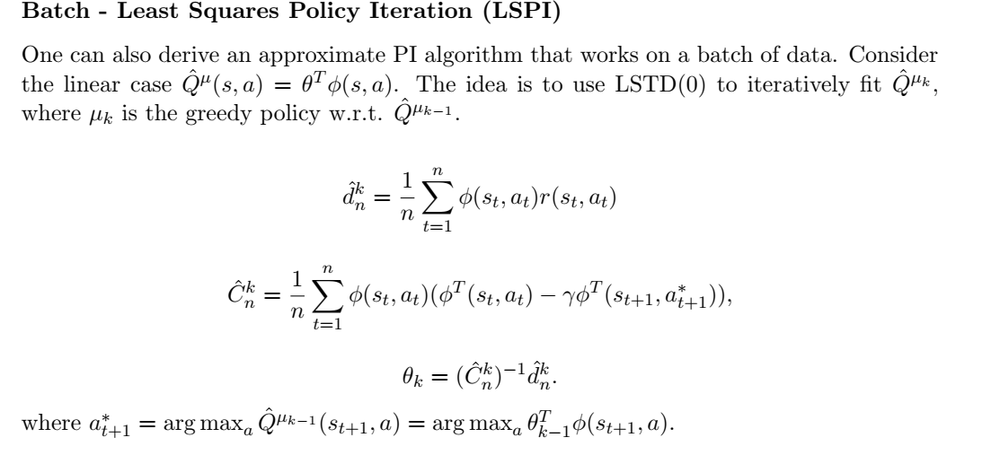 Batch - Least Squares Policy Iteration (LSPI)
One can also derive an approximate PI algorithm that works on a batch of data. Consider
the linear case $\hat{Q}^{\mu}(s, a) = \theta^T \phi(s, a)$. The idea is to use LSTD(0) to iteratively fit $\hat{Q}^{\mu_k}$,
where $\mu_k$ is the greedy policy w.r.t. $\hat{Q}^{\mu_{k-1}}$.
$\hat{d}_n^k = \frac{1}{n} \sum_{t=1}^{n} \phi(s_t, a_t) r(s_t, a_t)$
$\hat{C}_n^k = \frac{1}{n} \sum_{t=1}^{n} \phi(s_t, a_t)(\phi^T(s_t, a_t) - \gamma \phi^T(s_{t+1}, a_{t+1}^*)),$
$\theta_k = (\hat{C}_n^k)^{-1} \hat{d}_n^k.$
where $a_{t+1}^* = \arg\max_a \hat{Q}^{\mu_{k-1}}(s_{t+1}, a) = \arg\max_a \theta_{k-1}^T \phi(s_{t+1}, a)$.